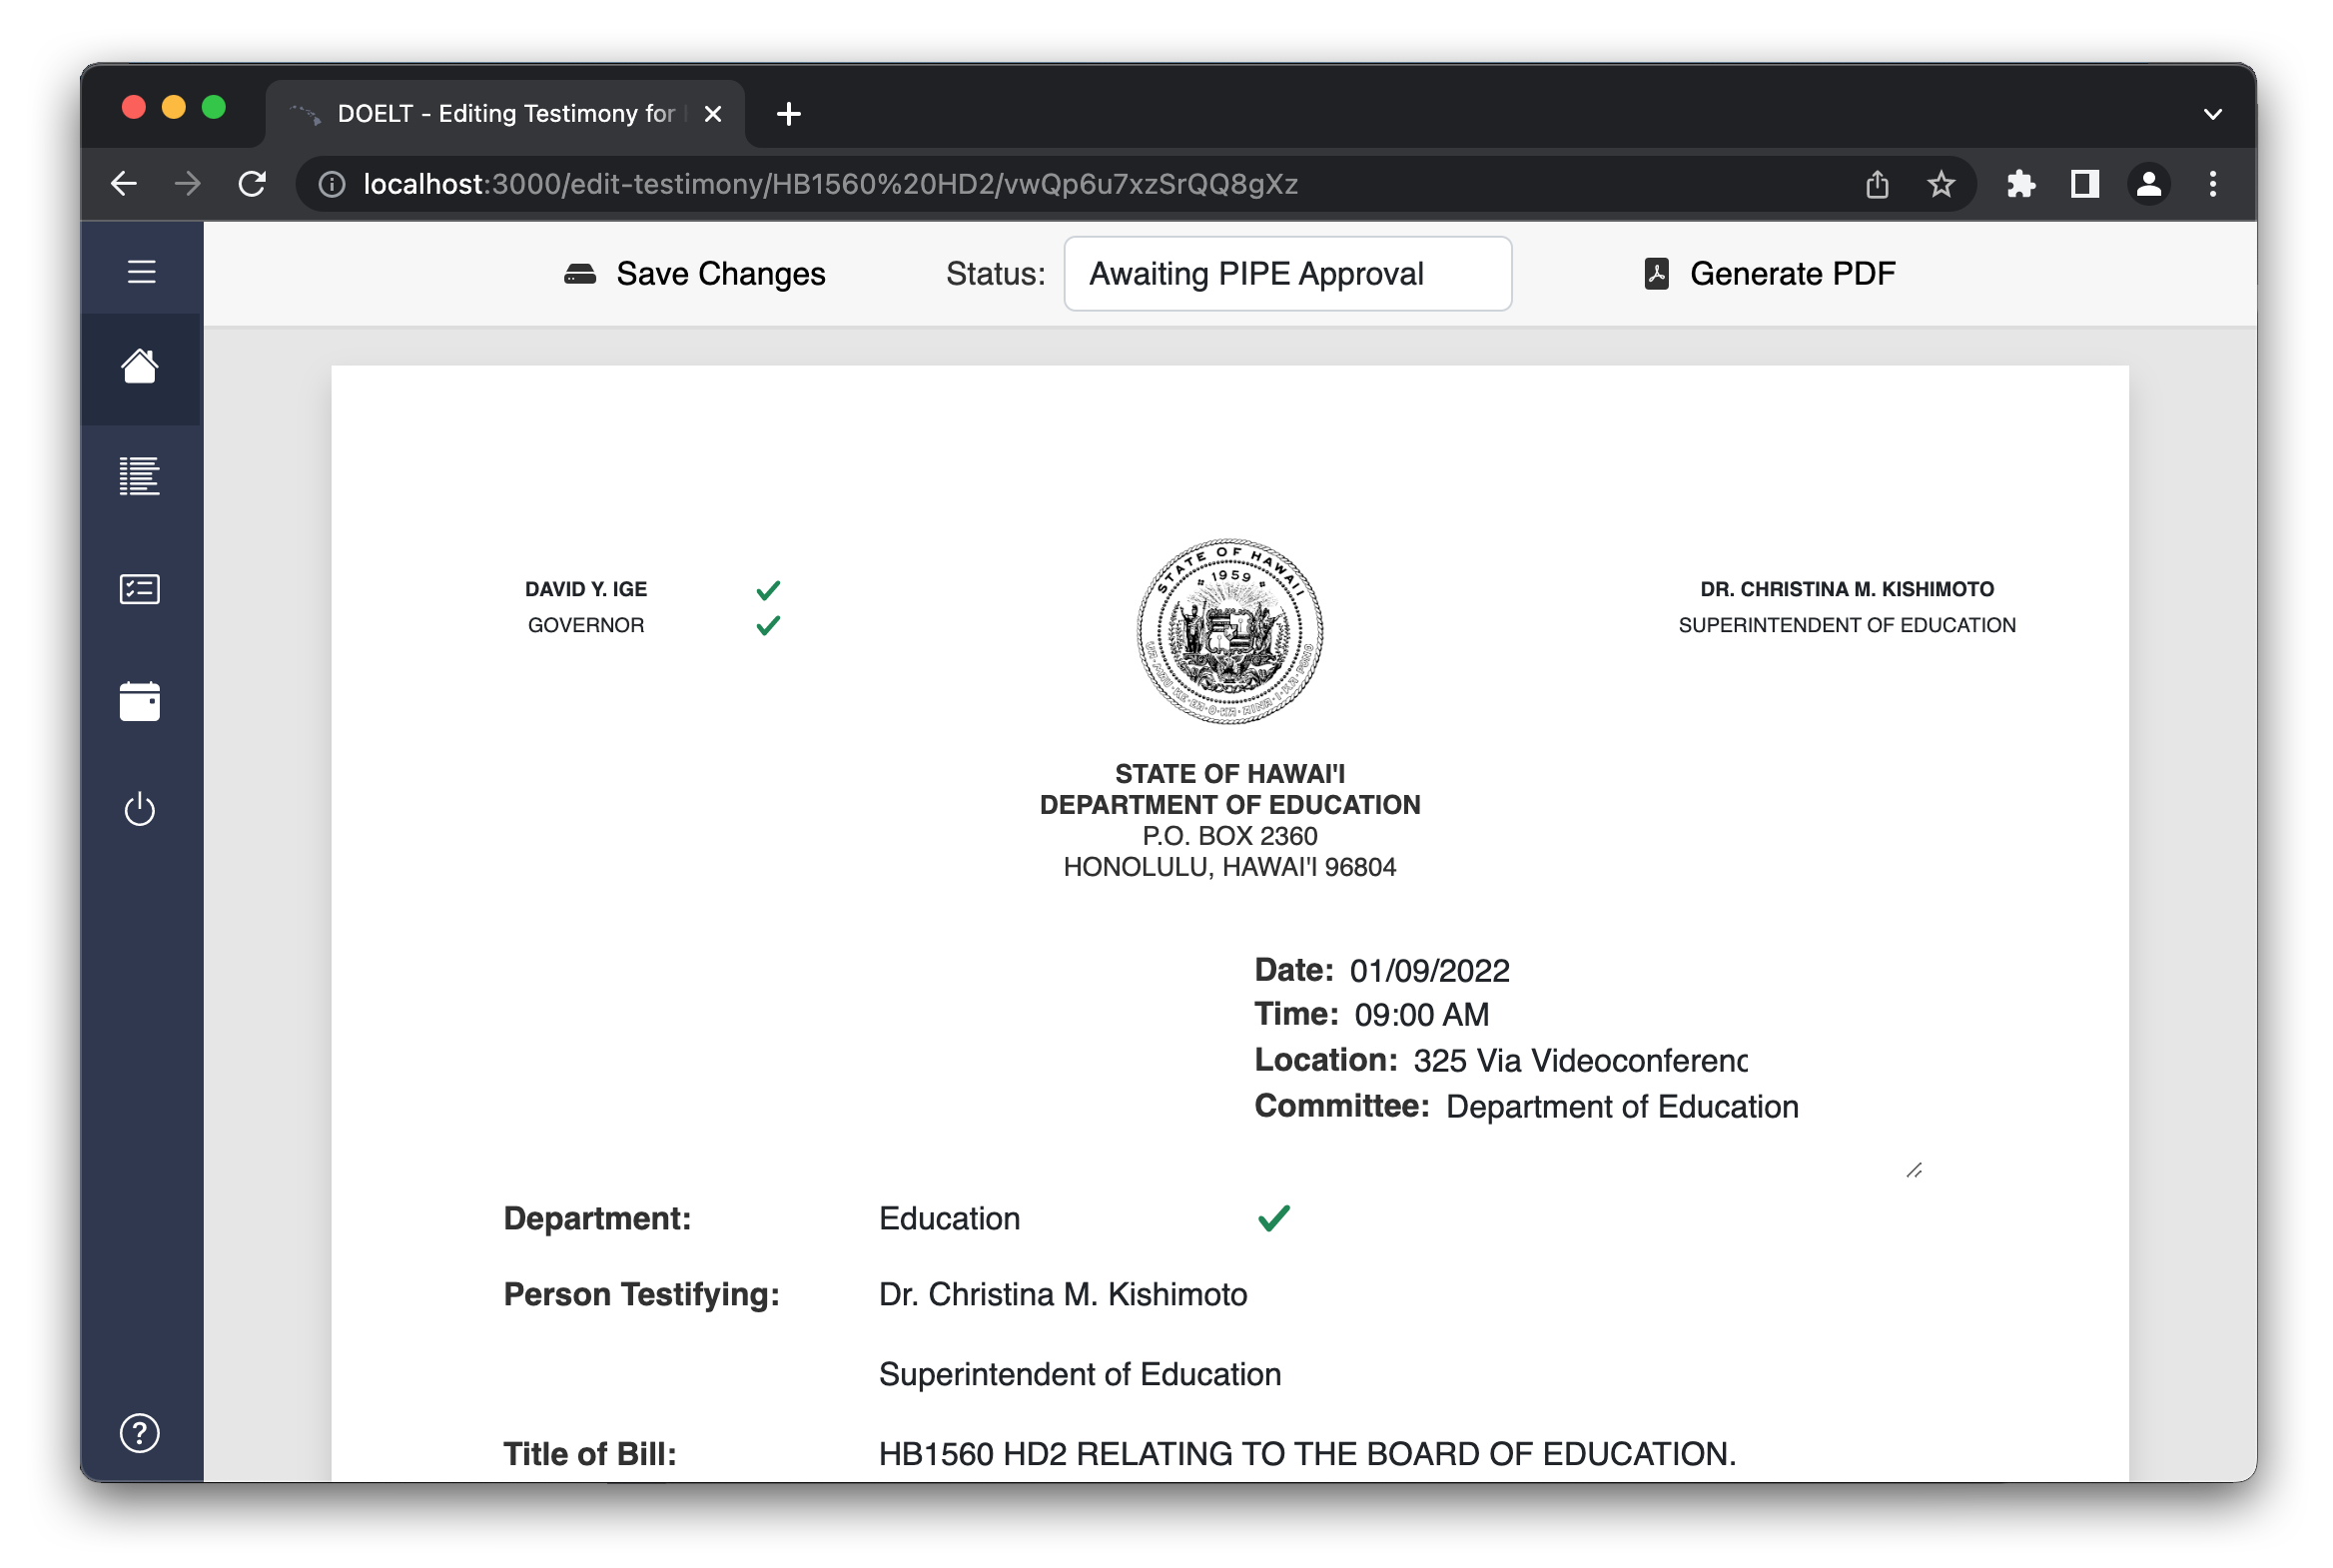 DOELT - Editing Testimony for
localhost:3000/edit-testimony/HB1560%20HD2/vwQp6u7xzSrQQ8gXz
Save Changes
Status: Awaiting PIPE Approval
Generate PDF
DAVID Y. IGE
GOVERNOR
STATE OF HAWAII
1959
DR. CHRISTINA M. KISHIMOTO
SUPERINTENDENT OF EDUCATION
STATE OF HAWAI'I
DEPARTMENT OF EDUCATION
P.O. BOX 2360
HONOLULU, HAWAI'I 96804
Date: 01/09/2022
Time: 09:00 AM
Location: 325 Via Videoconferenc
Committee: Department of Education
Department: Education
Person Testifying: Dr. Christina M. Kishimoto
Superintendent of Education
Title of Bill: HB1560 HD2 RELATING TO THE BOARD OF EDUCATION.